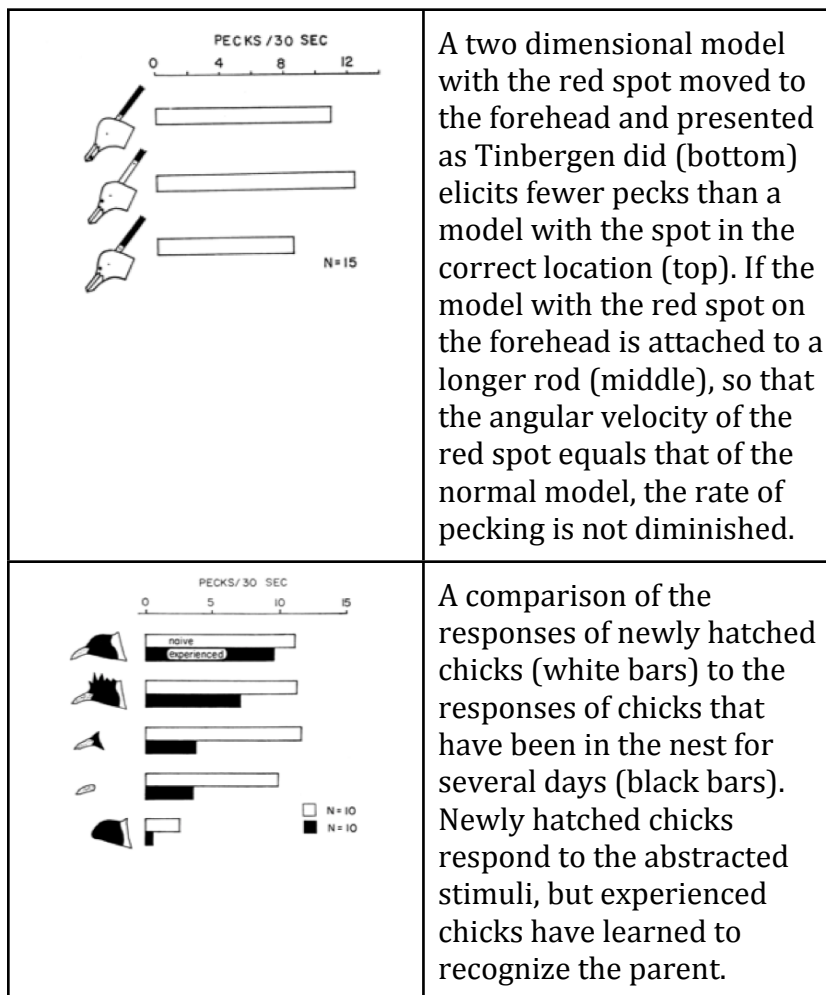 PECKS/30 SEC
0 4 8 12
N=15
A two dimensional model
with the red spot moved to
the forehead and presented
as Tinbergen did (bottom)
elicits fewer pecks than a
model with the spot in the
correct location (top). If the
model with the red spot on
the forehead is attached to a
longer rod (middle), so that
the angular velocity of the
red spot equals that of the
normal model, the rate of
pecking is not diminished.
PECKS/30 SEC
0 5 10 15
naive
experienced
N=10
N=10
A comparison of the
responses of newly hatched
chicks (white bars) to the
responses of chicks that
have been in the nest for
several days (black bars).
Newly hatched chicks
respond to the abstracted
stimuli, but experienced
chicks have learned to
recognize the parent.